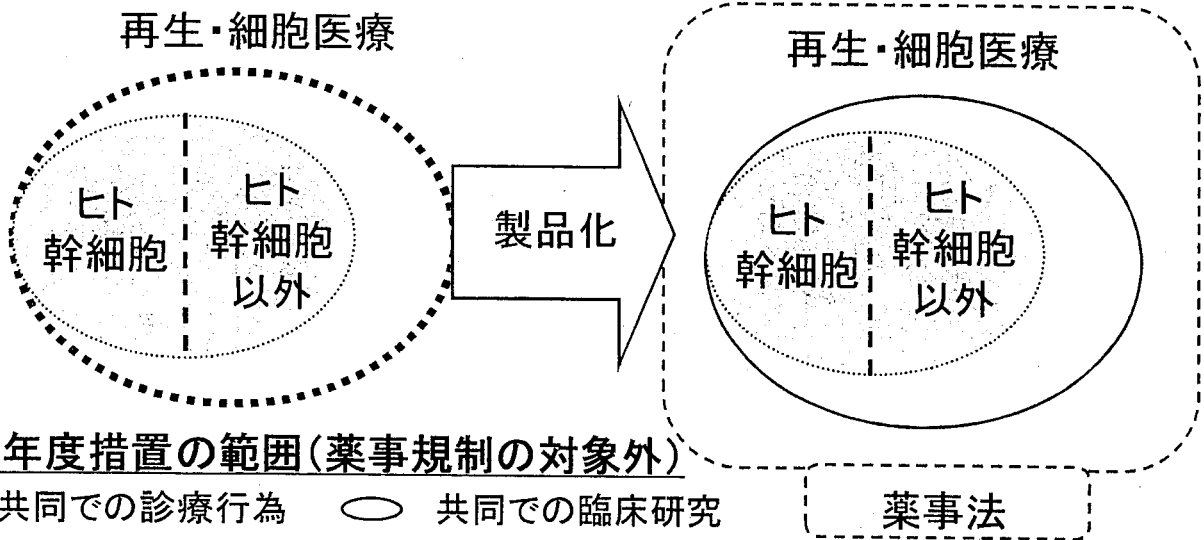 再生・細胞医療
ヒト
幹細胞
ヒト
幹細胞
以外
製品化
再生・細胞医療
ヒト
幹細胞
ヒト
幹細胞
以外
年度措置の範囲(薬事規制の対象外)
共同での診療行為 共同での臨床研究
薬事法